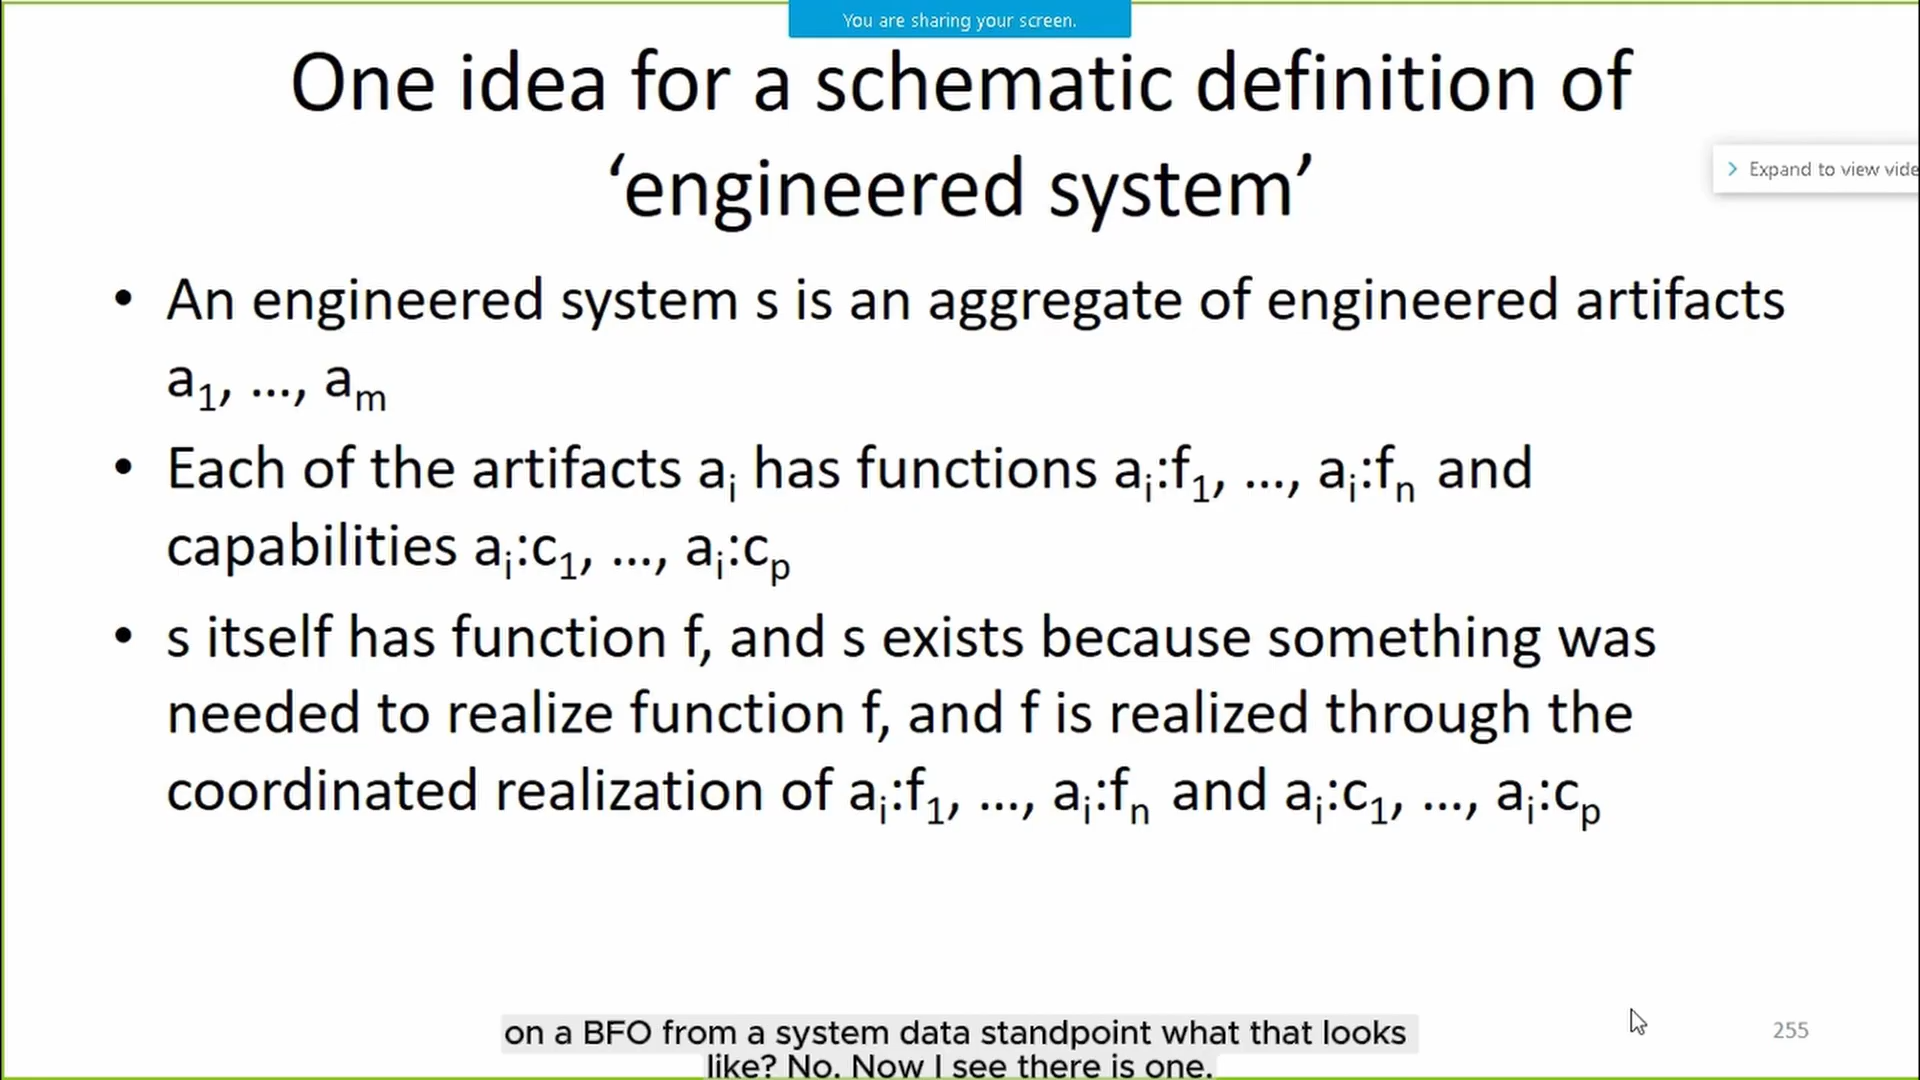 You are sharing your screen.
One idea for a schematic definition of
‘engineered system’
Expand to view vide
• An engineered system s is an aggregate of engineered artifacts
a₁, ..., aₘ
• Each of the artifacts aᵢ has functions aᵢ:f₁, ..., aᵢ:fₙ and
capabilities aᵢ:c₁, ..., aᵢ:cₚ
• s itself has function f, and s exists because something was
needed to realize function f, and f is realized through the
coordinated realization of aᵢ:f₁, ..., aᵢ:fₙ and aᵢ:c₁, ..., aᵢ:cₚ
on a BFO from a system data standpoint what that looks
like? No. Now I see there is one.
255